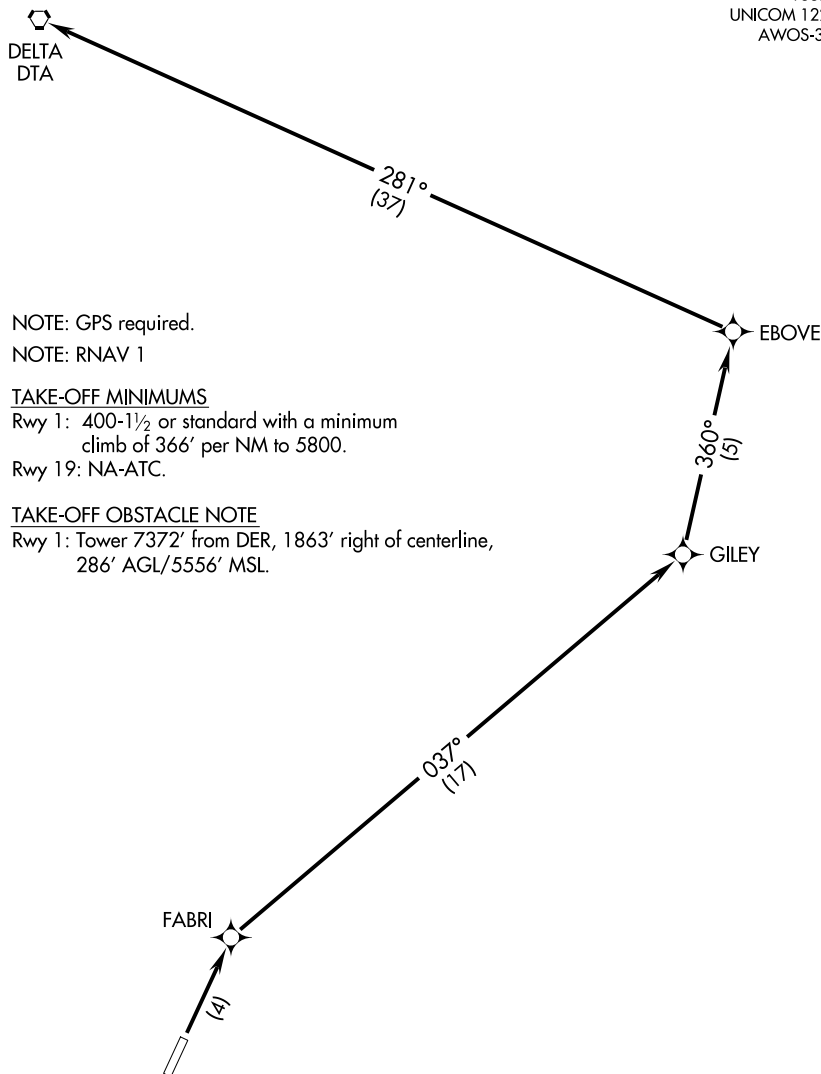 UNICOM
AWOS-3
DELTA
DTA
281°
(37)
EBOVE
NOTE: GPS required.
NOTE: RNAV 1
TAKE-OFF MINIMUMS
Rwy 1: 400-1½ or standard with a minimum
climb of 366′ per NM to 5800.
Rwy 19: NA-ATC.
360°
(5)
TAKE-OFF OBSTACLE NOTE
Rwy 1: Tower 7372′ from DER, 1863′ right of centerline,
286′ AGL/5556′ MSL.
GILEY
037°
(17)
FABRI
(4)